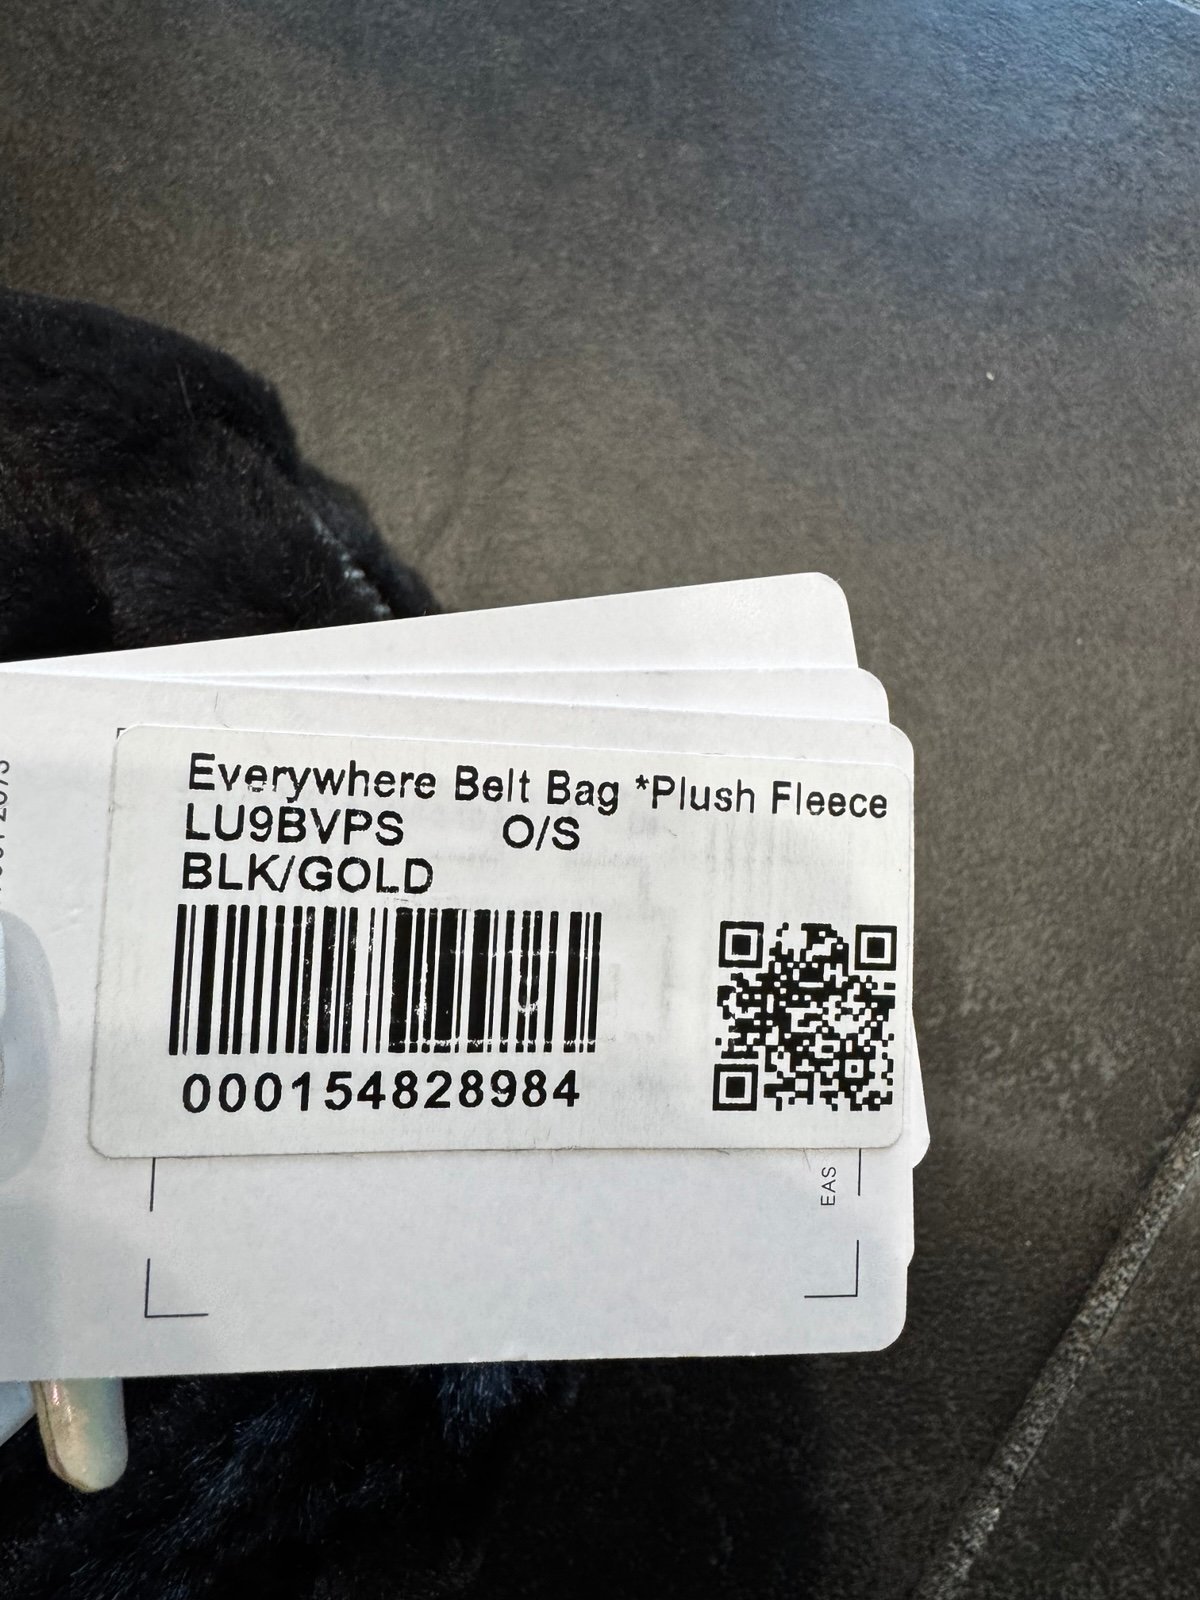 Everywhere Belt Bag *Plush Fleece
LU9BVPS O/S
BLK/GOLD
000154828984
EAS